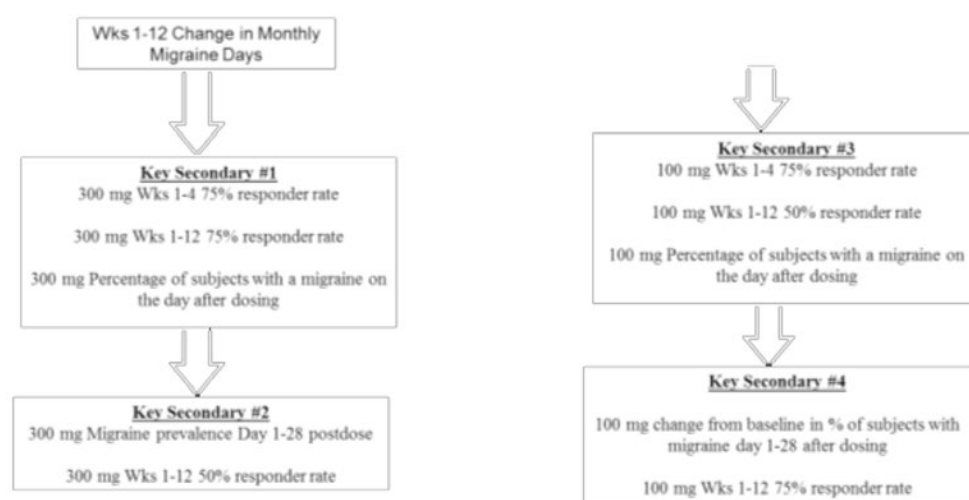 Wks 1-12 Change in Monthly
Migraine Days
Key Secondary #1
300 mg Wks 1-4 75% responder rate
300 mg Wks 1-12 75% responder rate
300 mg Percentage of subjects with a migraine on
the day after dosing
Key Secondary #2
300 mg Migraine prevalence Day 1-28 postdose
300 mg Wks 1-12 50% responder rate
Key Secondary #3
100 mg Wks 1-4 75% responder rate
100 mg Wks 1-12 50% responder rate
100 mg Percentage of subjects with a migraine on
the day after dosing
Key Secondary #4
100 mg change from baseline in % of subjects with
migraine day 1-28 after dosing
100 mg Wks 1-12 75% responder rate